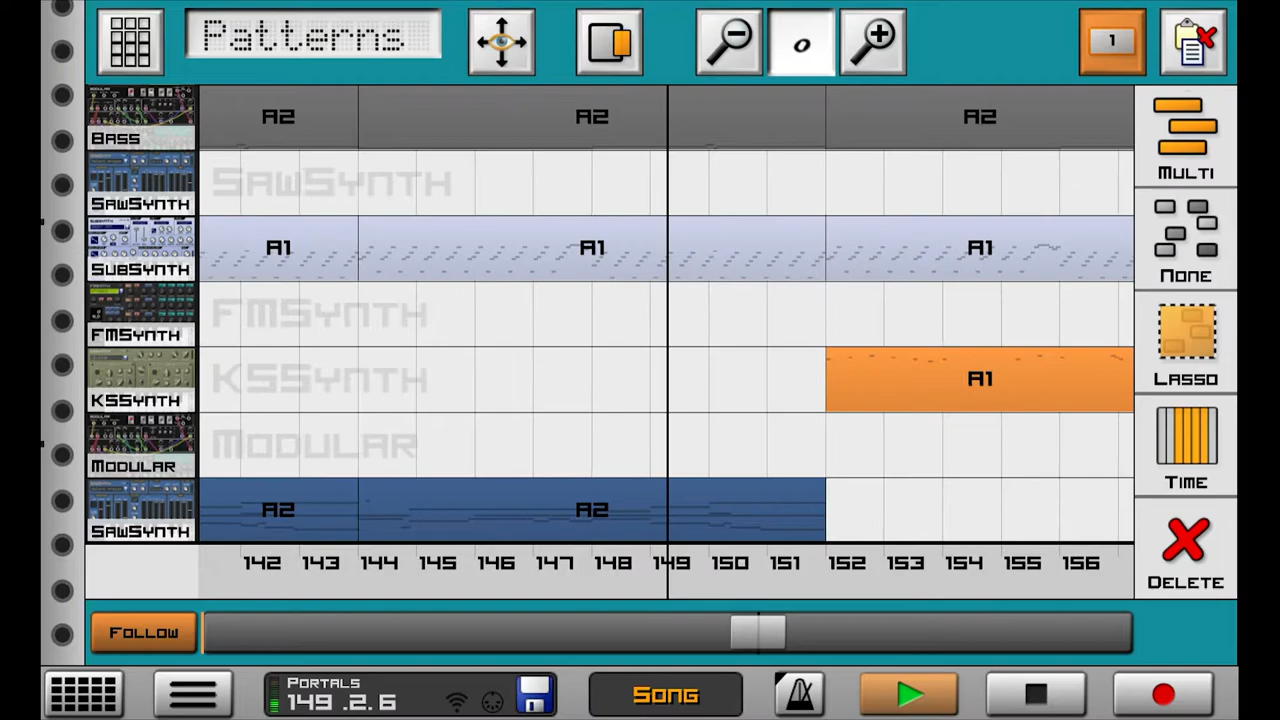 Patterns
1
Bass
A2
A2
A2
Multi
SawSynth
SawSynth
SubSynth
A1
A1
A1
None
FMSynth
FMSynth
KSSynth
KSSynth
A1
Lasso
Modular
Modular
Time
SawSynth
A2
A2
142 143 144 145 146 147 148 149 150 151 152 153 154 155 156
Delete
Follow
Portals
149 .2.6
Song